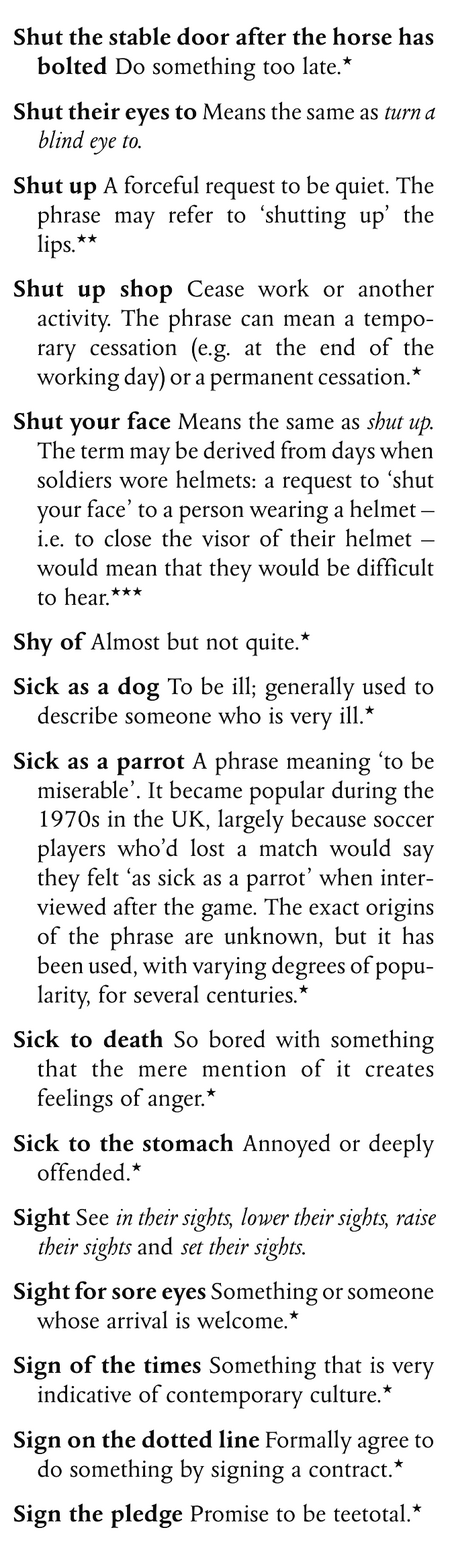 Shut the stable door after the horse has
bolted Do something too late.★
Shut their eyes to Means the same as turn a
blind eye to.
Shut up A forceful request to be quiet. The
phrase may refer to ‘shutting up’ the
lips.★★
Shut up shop Cease work or another
activity. The phrase can mean a tempo-
rary cessation (e.g. at the end of the
working day) or a permanent cessation.★
Shut your face Means the same as shut up.
The term may be derived from days when
soldiers wore helmets: a request to ‘shut
your face’ to a person wearing a helmet –
i.e. to close the visor of their helmet –
would mean that they would be difficult
to hear.★★★
Shy of Almost but not quite.★
Sick as a dog To be ill; generally used to
describe someone who is very ill.★
Sick as a parrot A phrase meaning ‘to be
miserable’. It became popular during the
1970s in the UK, largely because soccer
players who’d lost a match would say
they felt ‘as sick as a parrot’ when inter-
viewed after the game. The exact origins
of the phrase are unknown, but it has
been used, with varying degrees of popu-
larity, for several centuries.★
Sick to death So bored with something
that the mere mention of it creates
feelings of anger.★
Sick to the stomach Annoyed or deeply
offended.★
Sight See in their sights, lower their sights, raise
their sights and set their sights.
Sight for sore eyes Something or someone
whose arrival is welcome.★
Sign of the times Something that is very
indicative of contemporary culture.★
Sign on the dotted line Formally agree to
do something by signing a contract.★
Sign the pledge Promise to be teetotal.★